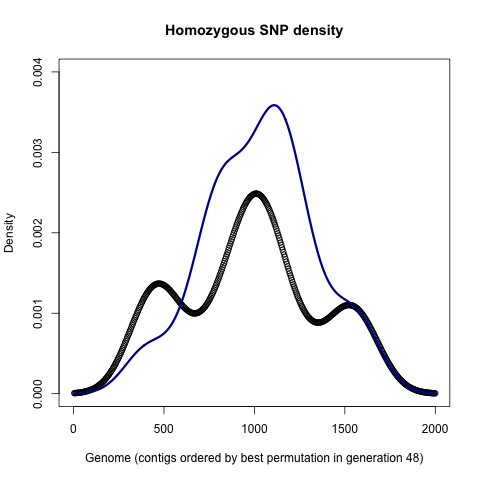 Homozygous SNP density
0.004
0.003
0.002
0.001
0.000
Density
0 500 1000 1500 2000
Genome (contigs ordered by best permutation in generation 48)